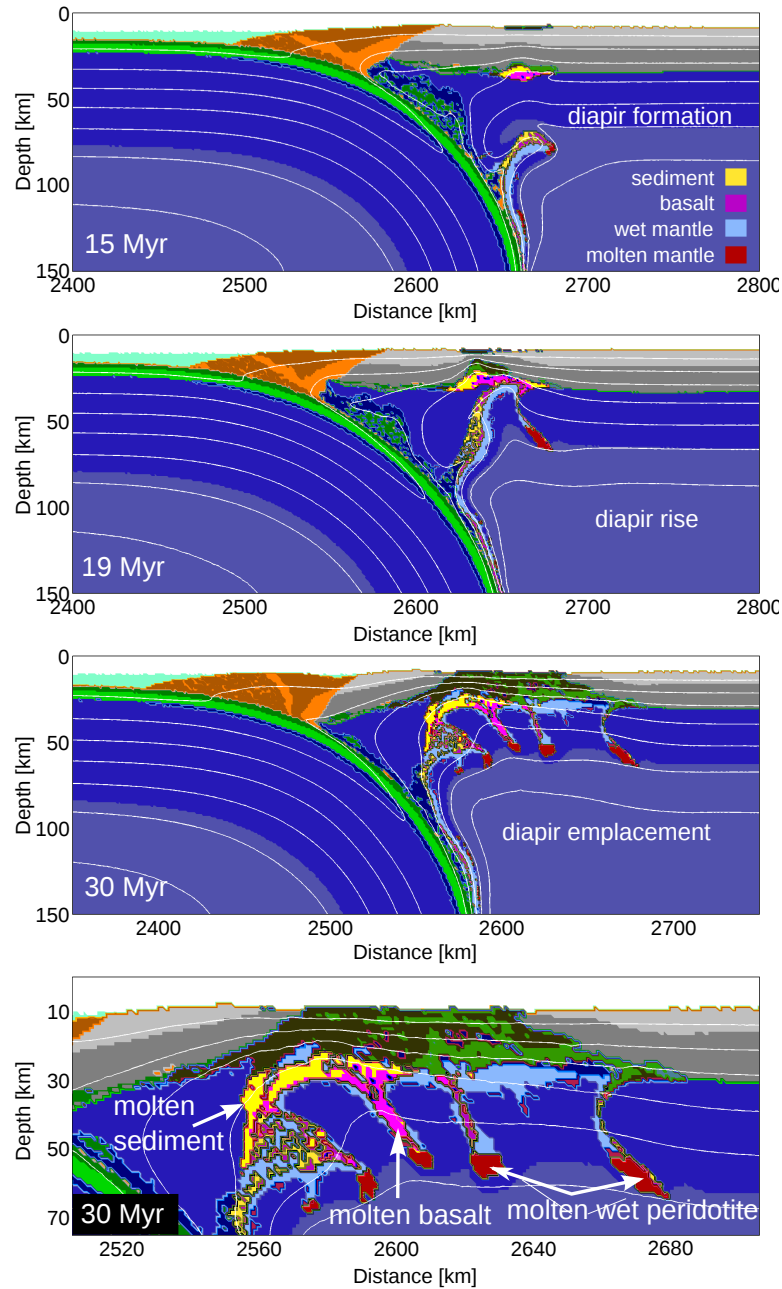 0
50
100
150
Depth [km]
diapir formation
sediment
basalt
wet mantle
molten mantle
15 Myr
2400 2500 2600 2700 2800
Distance [km]
0
50
100
150
Depth [km]
diapir rise
19 Myr
2400 2500 2600 2700 2800
Distance [km]
0
50
100
150
Depth [km]
diapir emplacement
30 Myr
2400 2500 2600 2700
Distance [km]
10
30
50
70
Depth [km]
molten
sediment
molten basalt
molten wet peridotite
30 Myr
2520 2560 2600 2640 2680
Distance [km]